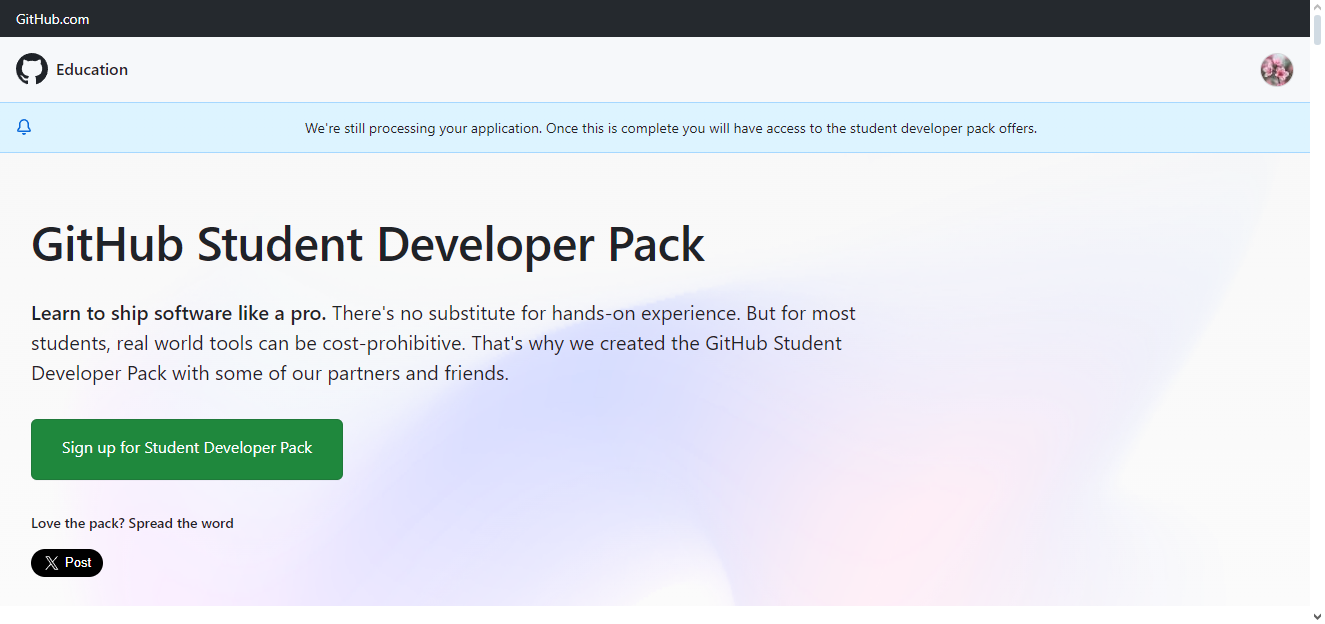 GitHub.com
Education
We're still processing your application. Once this is complete you will have access to the student developer pack offers.
GitHub Student Developer Pack
Learn to ship software like a pro. There's no substitute for hands-on experience. But for most
students, real world tools can be cost-prohibitive. That's why we created the GitHub Student
Developer Pack with some of our partners and friends.
Sign up for Student Developer Pack
Love the pack? Spread the word
Post